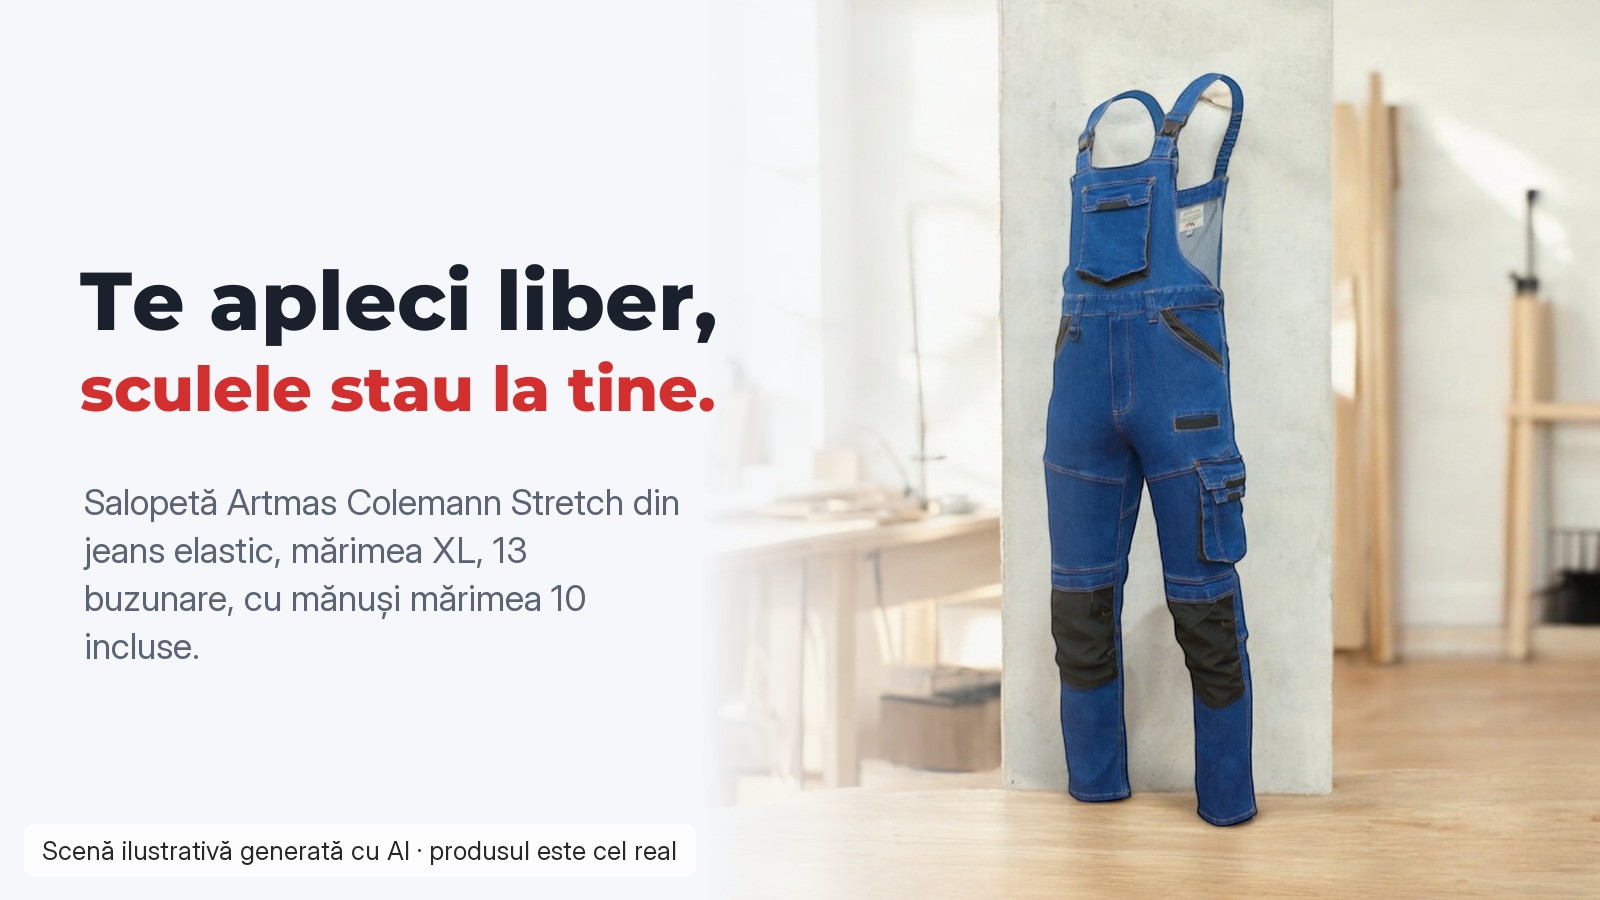 Te apleci liber,
sculele stau la tine.
Salopetă Artmas Colemann Stretch din
jeans elastic, mărimea XL, 13
buzunare, cu mănuși mărimea 10
incluse.
Scenă ilustrativă generată cu AI · produsul este cel real